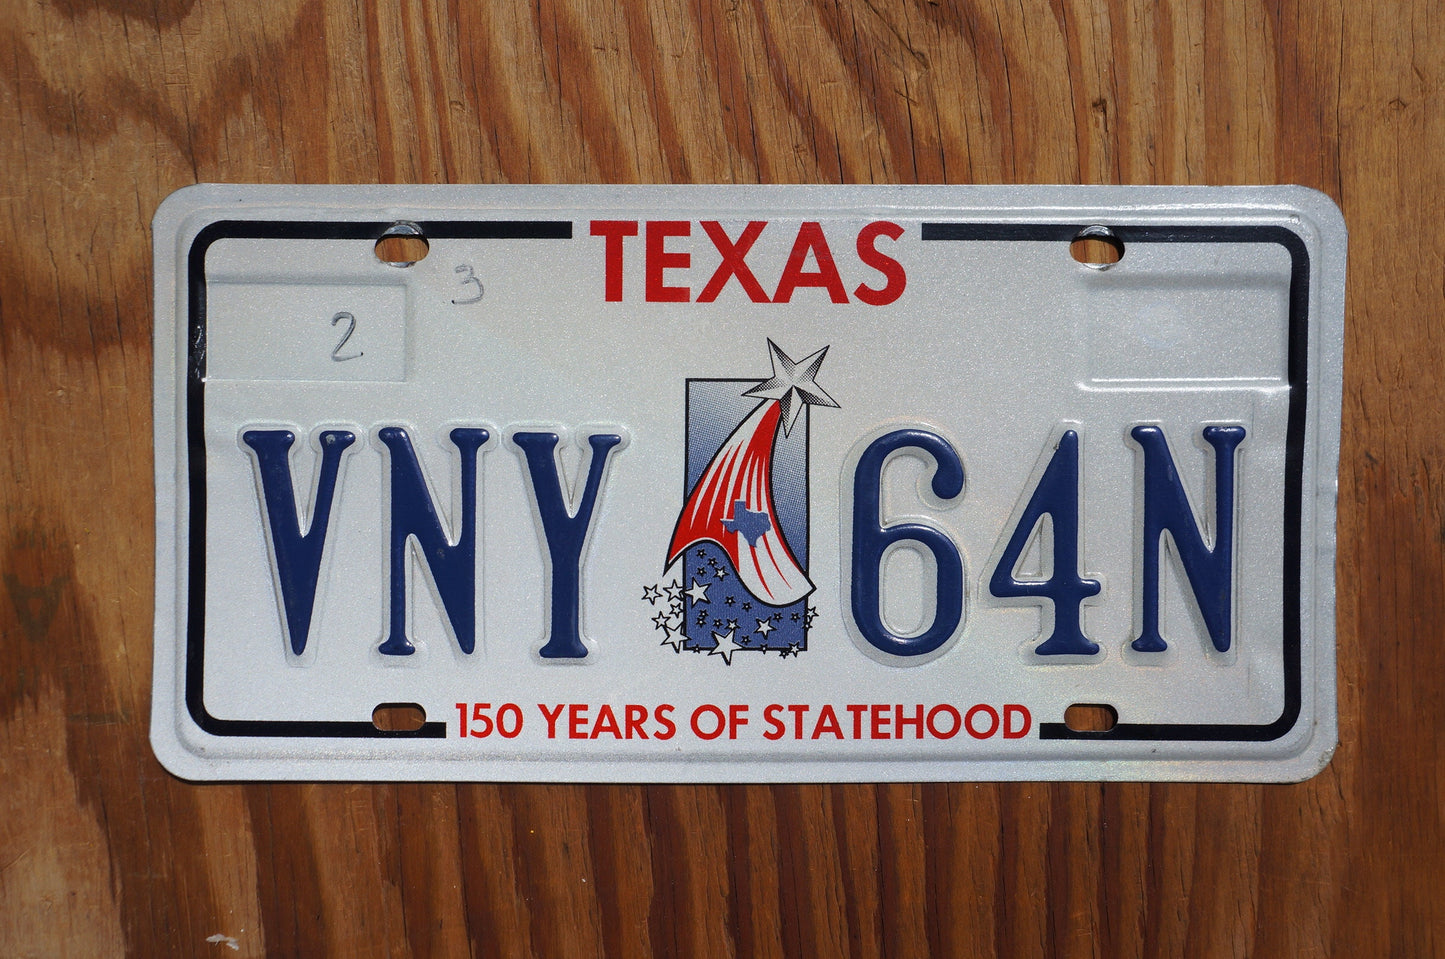 TEXAS
3
2
VNY 64N
150 YEARS OF STATEHOOD